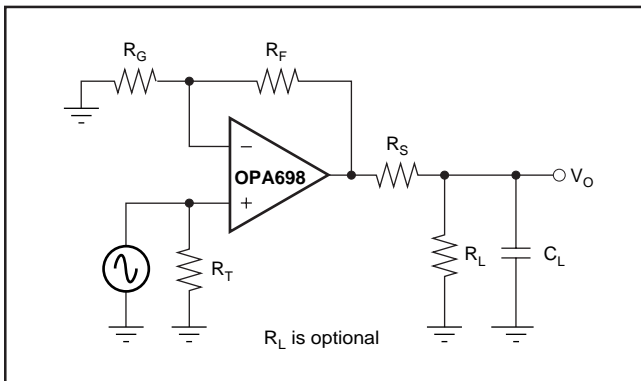 R_G
R_F
−
OPA698
+
R_S
V_O
R_T
R_L
C_L
R_L is optional